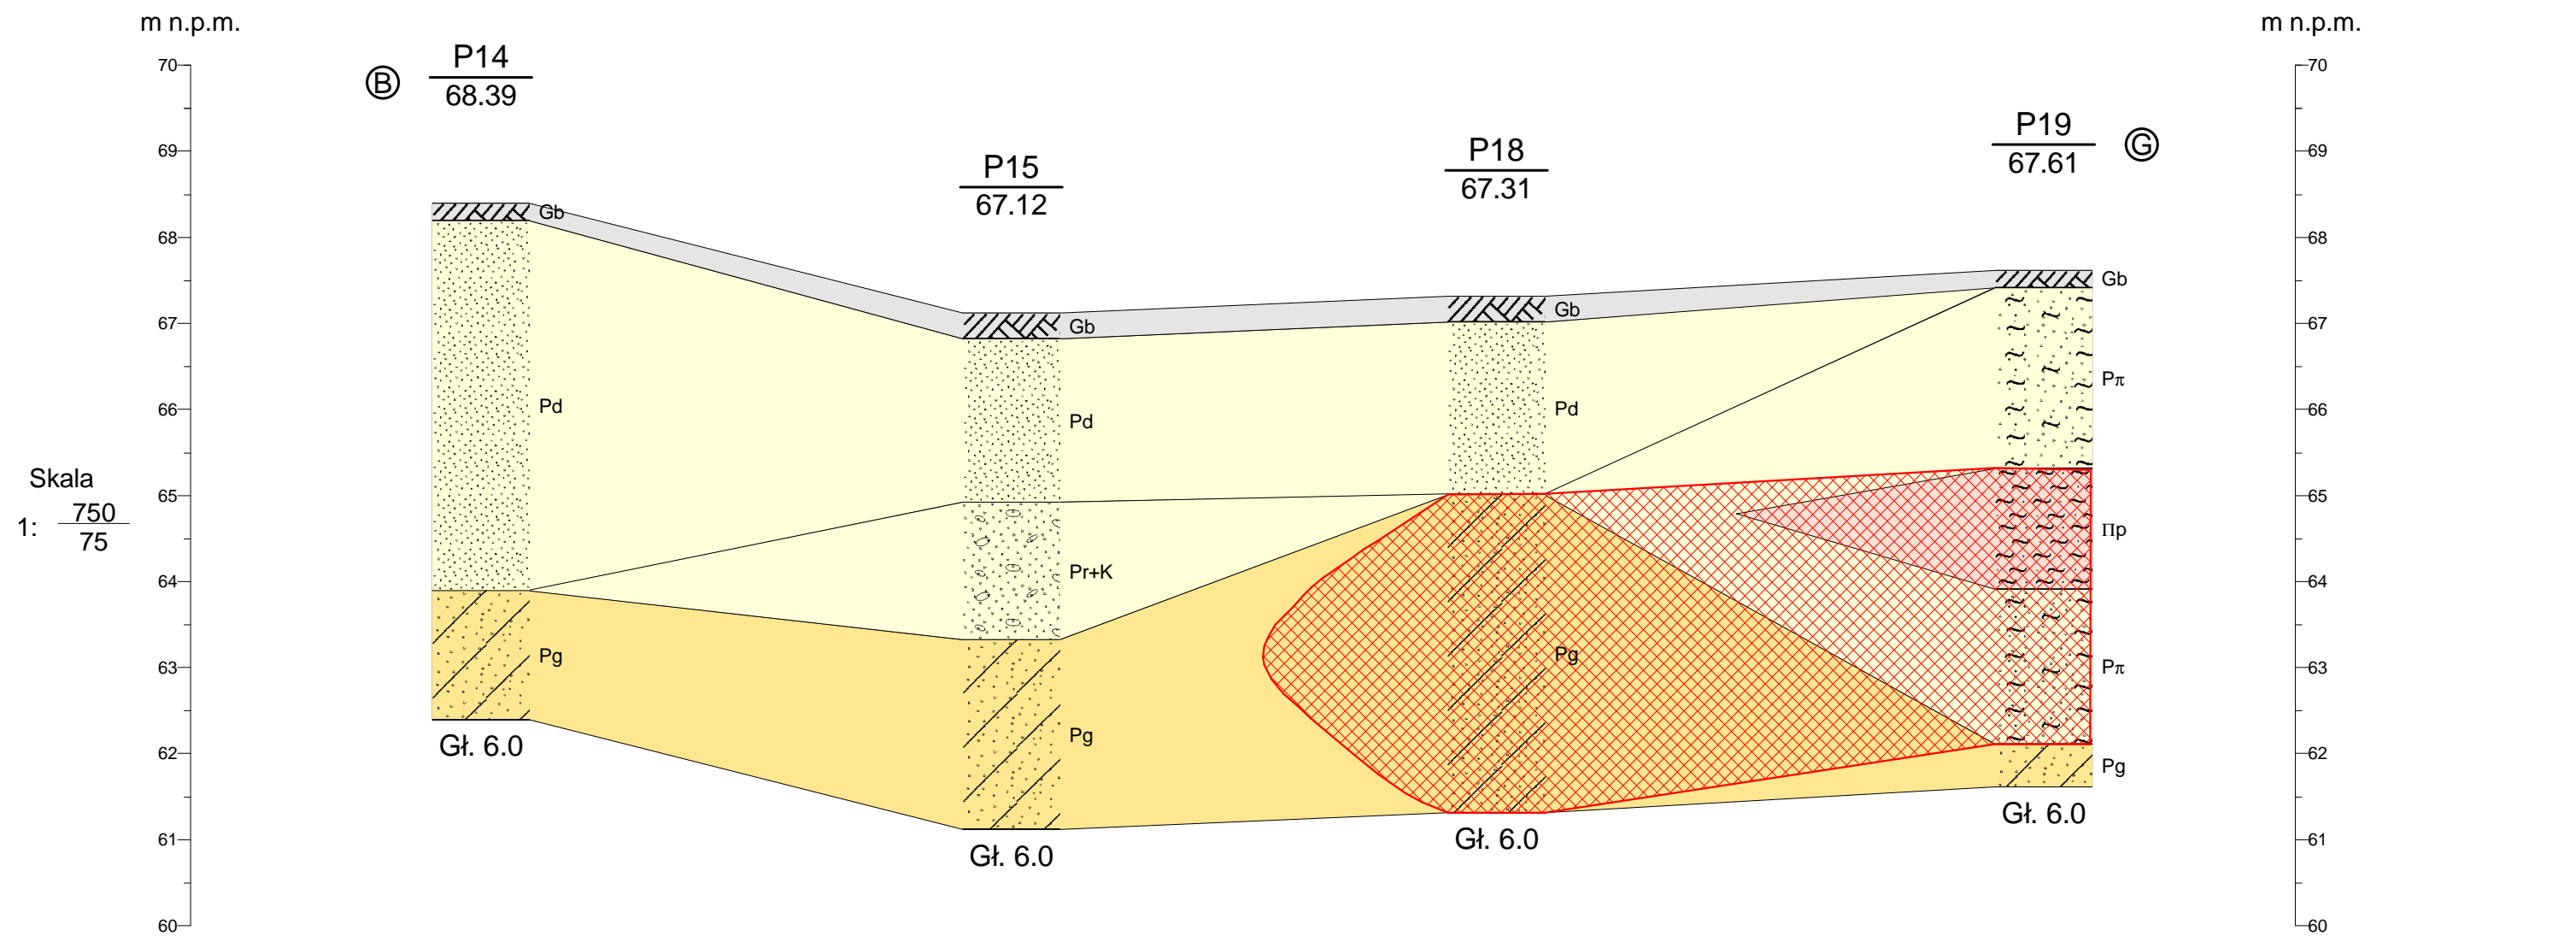 m n.p.m.
m n.p.m.
P14
B
68.39
P19
G
67.61
P18
67.31
P15
67.12
70
69
68
67
66
65
64
63
62
61
60
70
69
68
67
66
65
64
63
62
61
60
Skala
1: 750
75
Gb
Pd
Pg
Gł. 6.0
Gb
Pd
Pr+K
Pg
Gł. 6.0
Gb
Pd
Pg
Gł. 6.0
Gb
Pπ
Πp
Pπ
Pg
Gł. 6.0